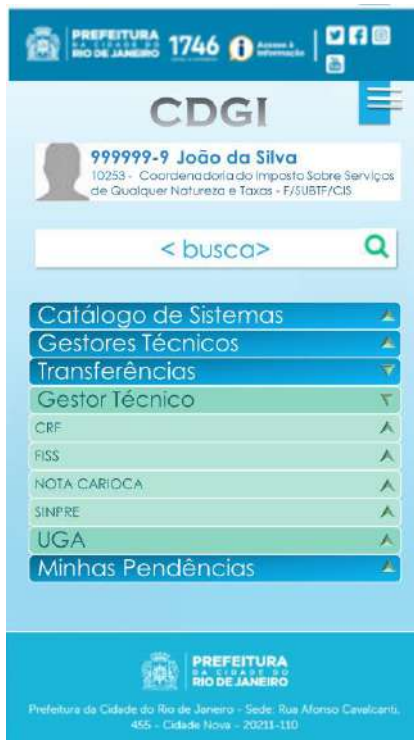 PREFEITURA
DA CIDADE DO
RIO DE JANEIRO
1746
Acesso à
Informação
CDGI
999999-9 João da Silva
10253 - Coordenadoria do Imposto Sobre Serviços
de Qualquer Natureza e Taxas - F/SUBTF/CIS
< busca>
Catálogo de Sistemas
Gestores Técnicos
Transferências
Gestor Técnico
CRF
FISS
NOTA CARIOCA
SINPRE
UGA
Minhas Pendências
PREFEITURA
DA CIDADE DO
RIO DE JANEIRO
Prefeitura da Cidade do Rio de Janeiro - Sede: Rua Afonso Cavalcanti,
455 - Cidade Nova - 20211-110